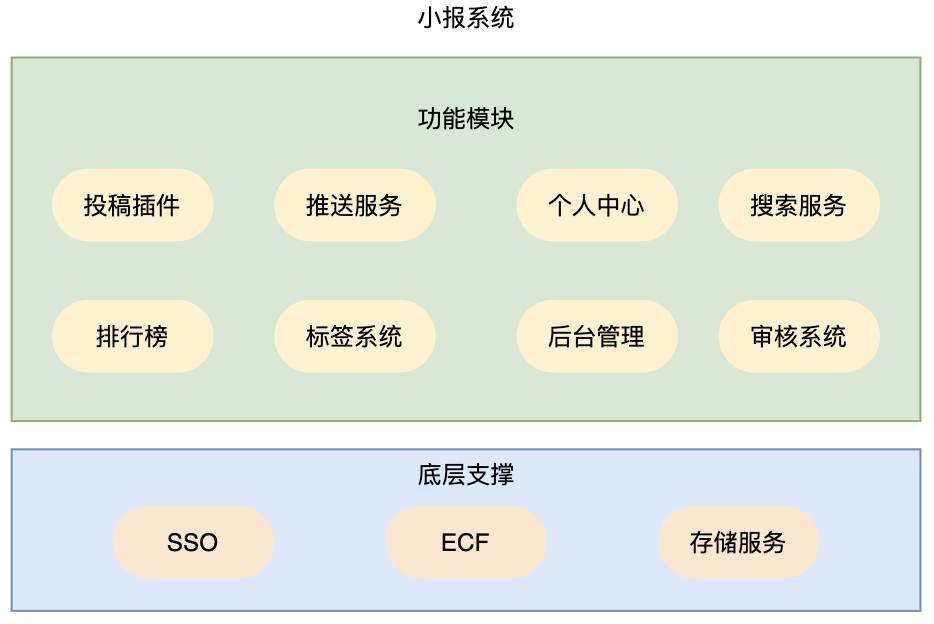 小报系统
功能模块
投稿插件 推送服务 个人中心 搜索服务
排行榜 标签系统 后台管理 审核系统
底层支撑
SSO ECF 存储服务